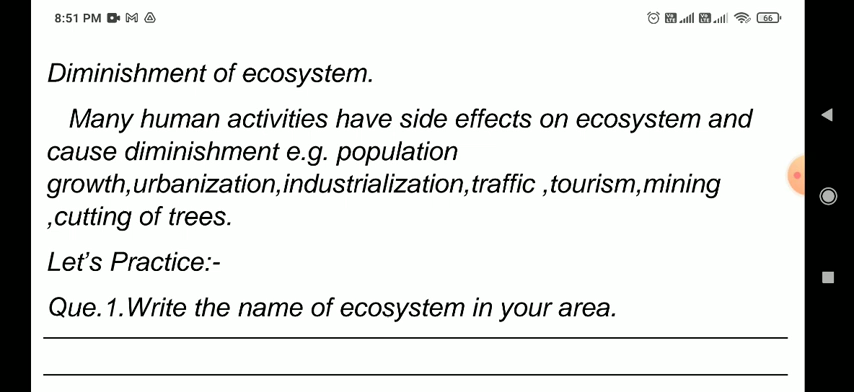 8:51 PM
66
Diminishment of ecosystem.
Many human activities have side effects on ecosystem and
cause diminishment e.g. population
growth,urbanization,industrialization,traffic ,tourism,mining
,cutting of trees.
Let’s Practice:-
Que.1.Write the name of ecosystem in your area.